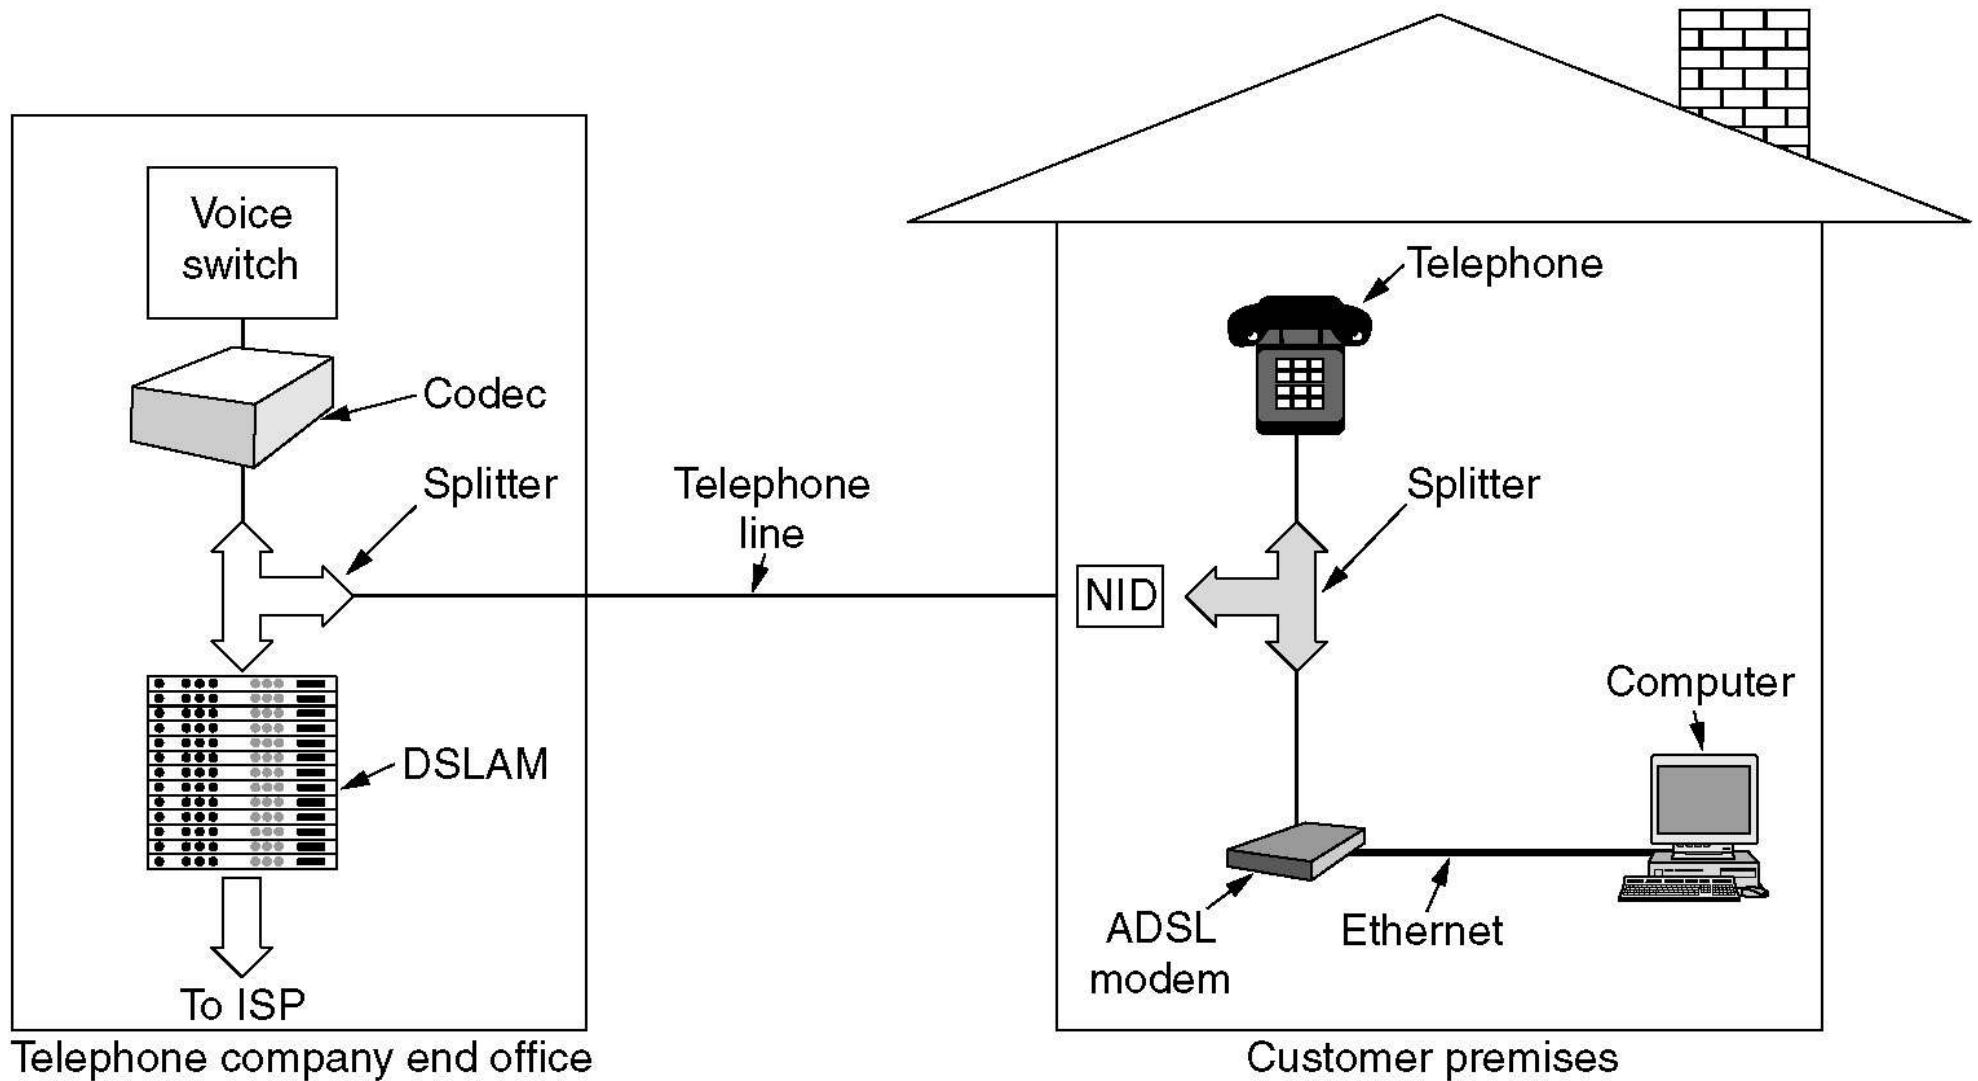 Voice
switch
Codec
Splitter
DSLAM
To ISP
Telephone company end office
Telephone
line
Telephone
Splitter
NID
Computer
ADSL
modem
Ethernet
Customer premises